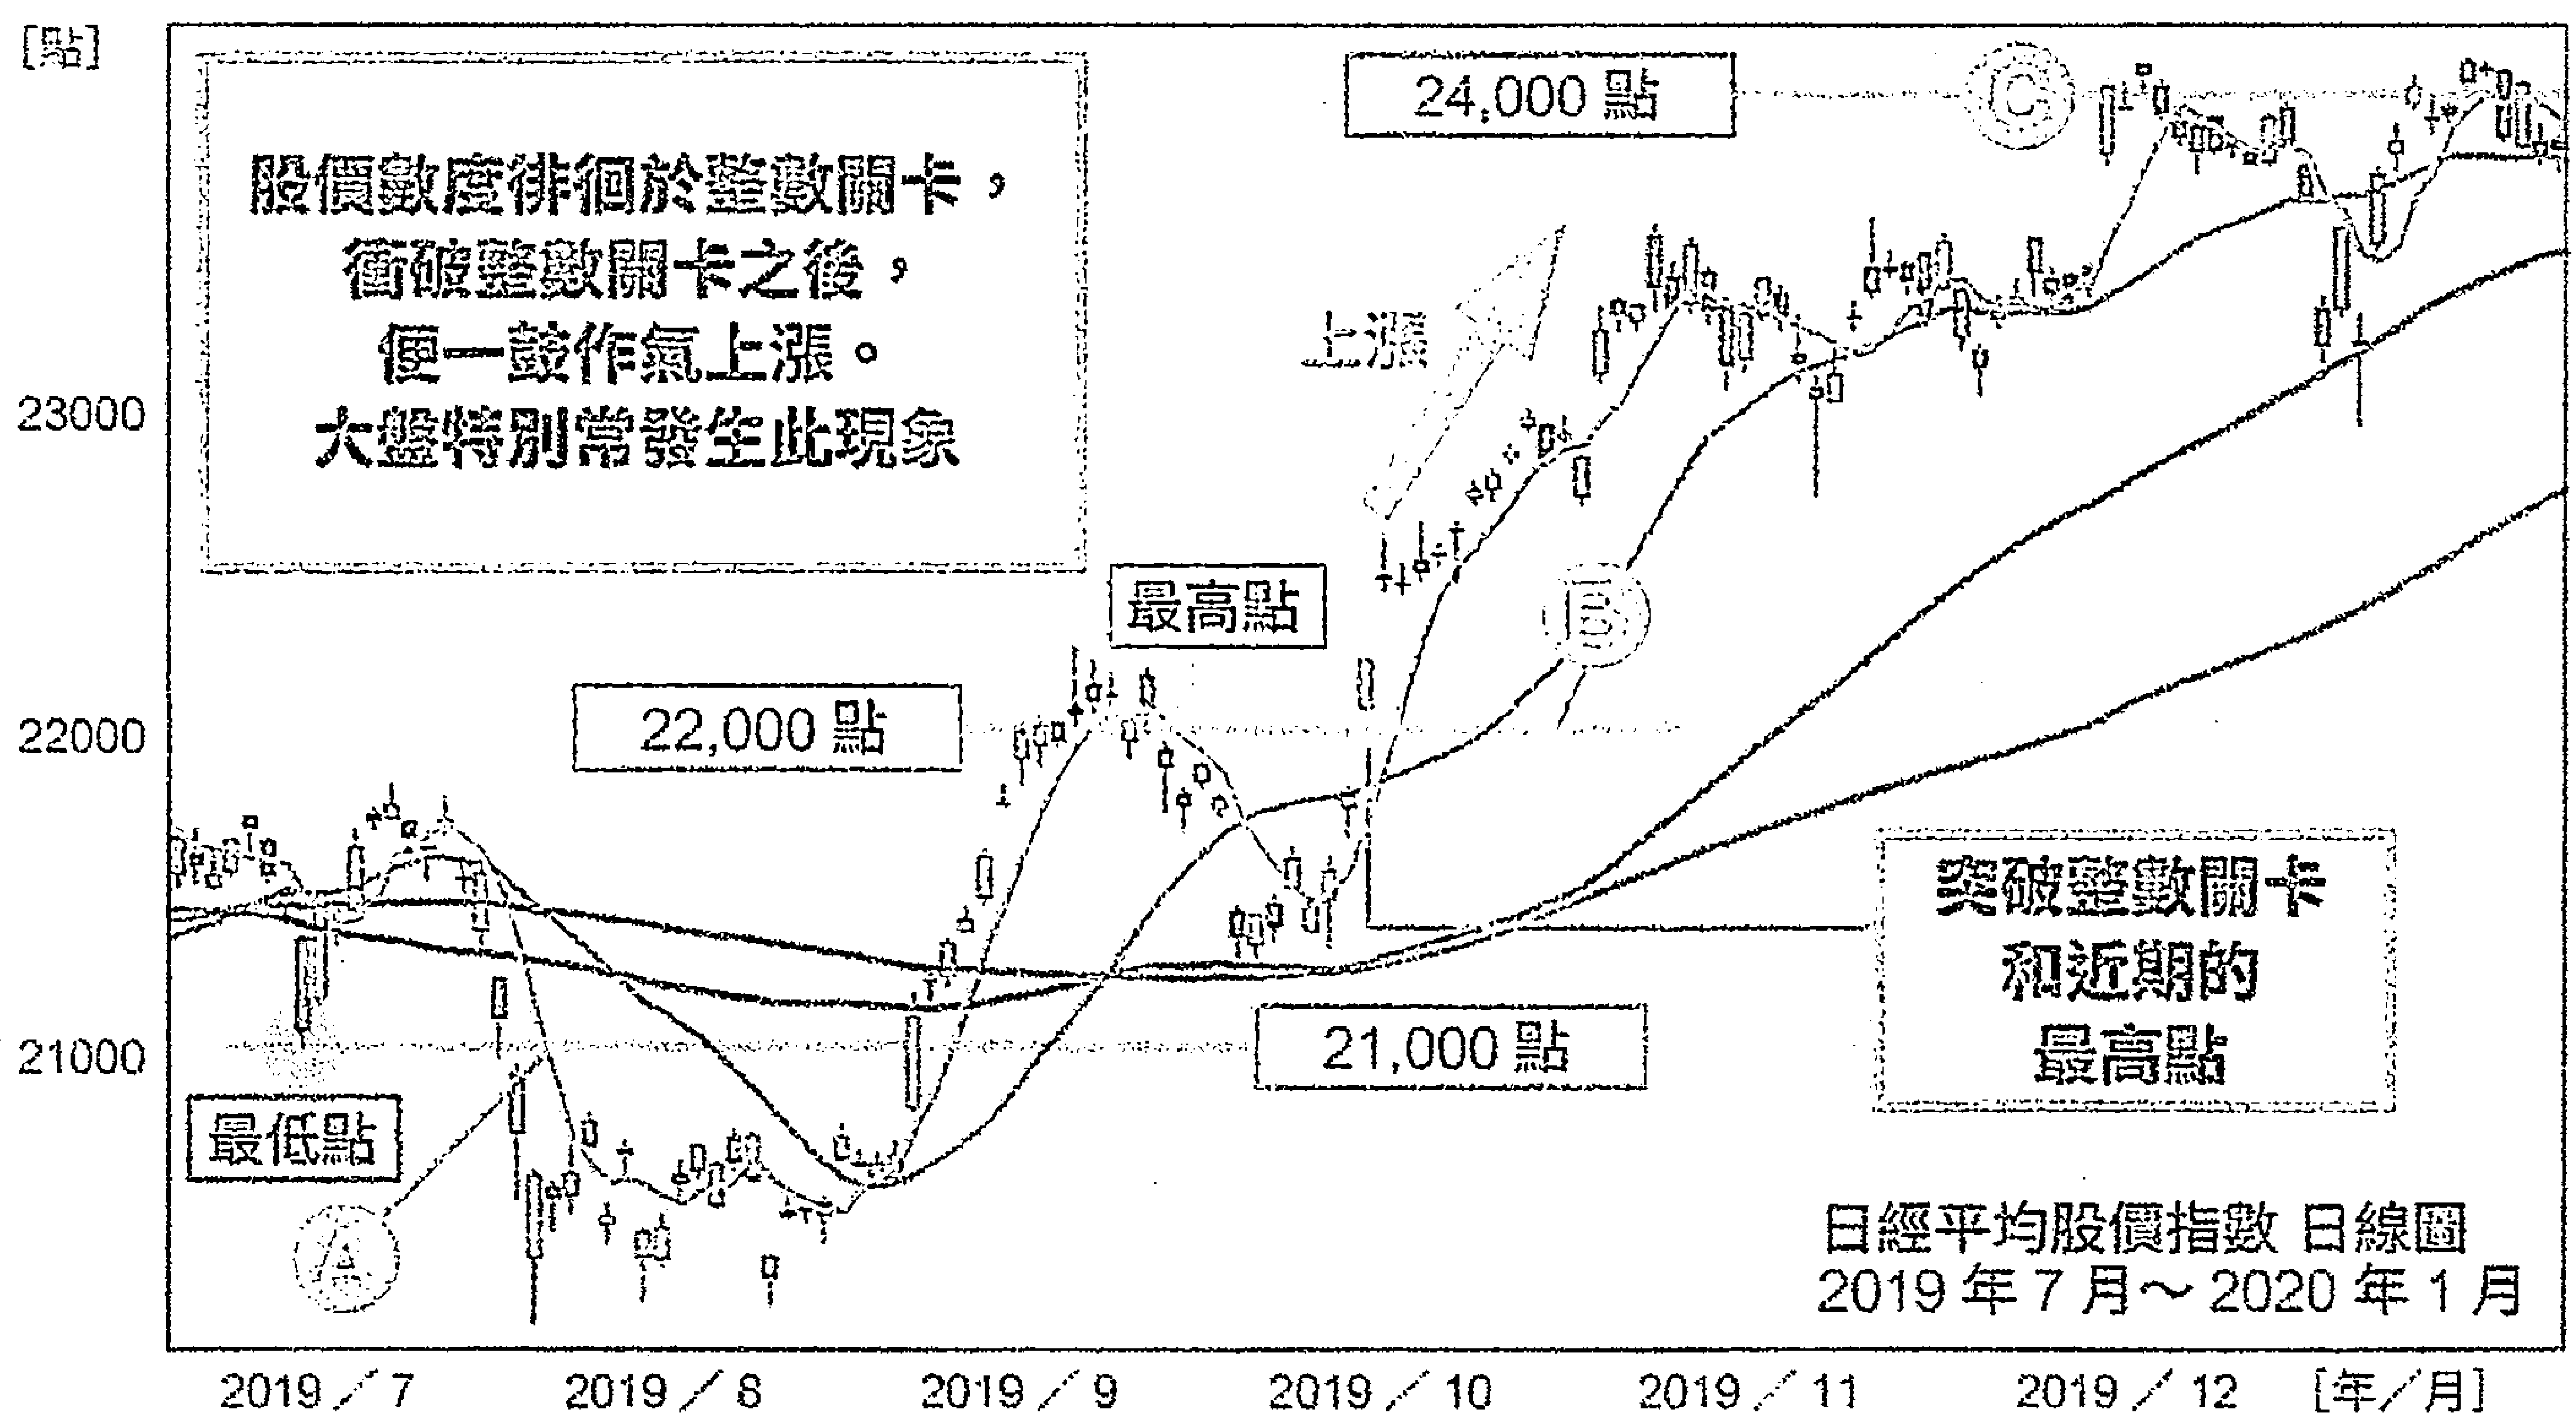 [點]
股價數度徘徊於整數關卡，
衝破整數關卡之後，
便一鼓作氣上漲。
大盤特別常發生此現象
24,000 點
C
上漲
23000
最高點
B
22,000 點
22000
突破整數關卡
和近期的
最高點
21,000 點
21000
最低點
A
日經平均股價指數 日線圖
2019 年 7 月～2020 年 1 月
2019／7
2019／8
2019／9
2019／10
2019／11
2019／12
[年／月]